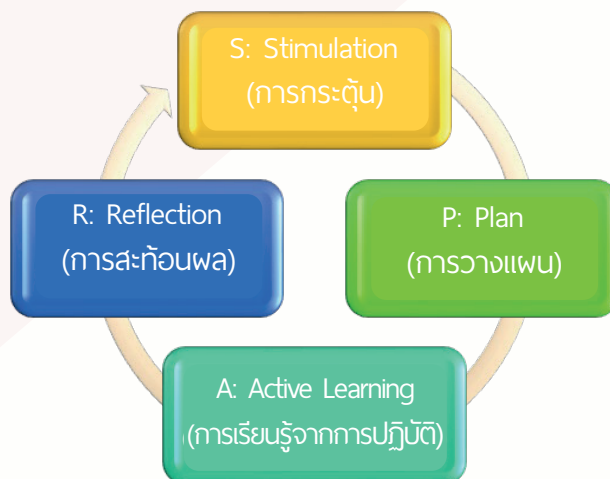 S: Stimulation
(การกระตุ้น)
P: Plan
(การวางแผน)
A: Active Learning
(การเรียนรู้จากการปฏิบัติ)
R: Reflection
(การสะท้อนผล)